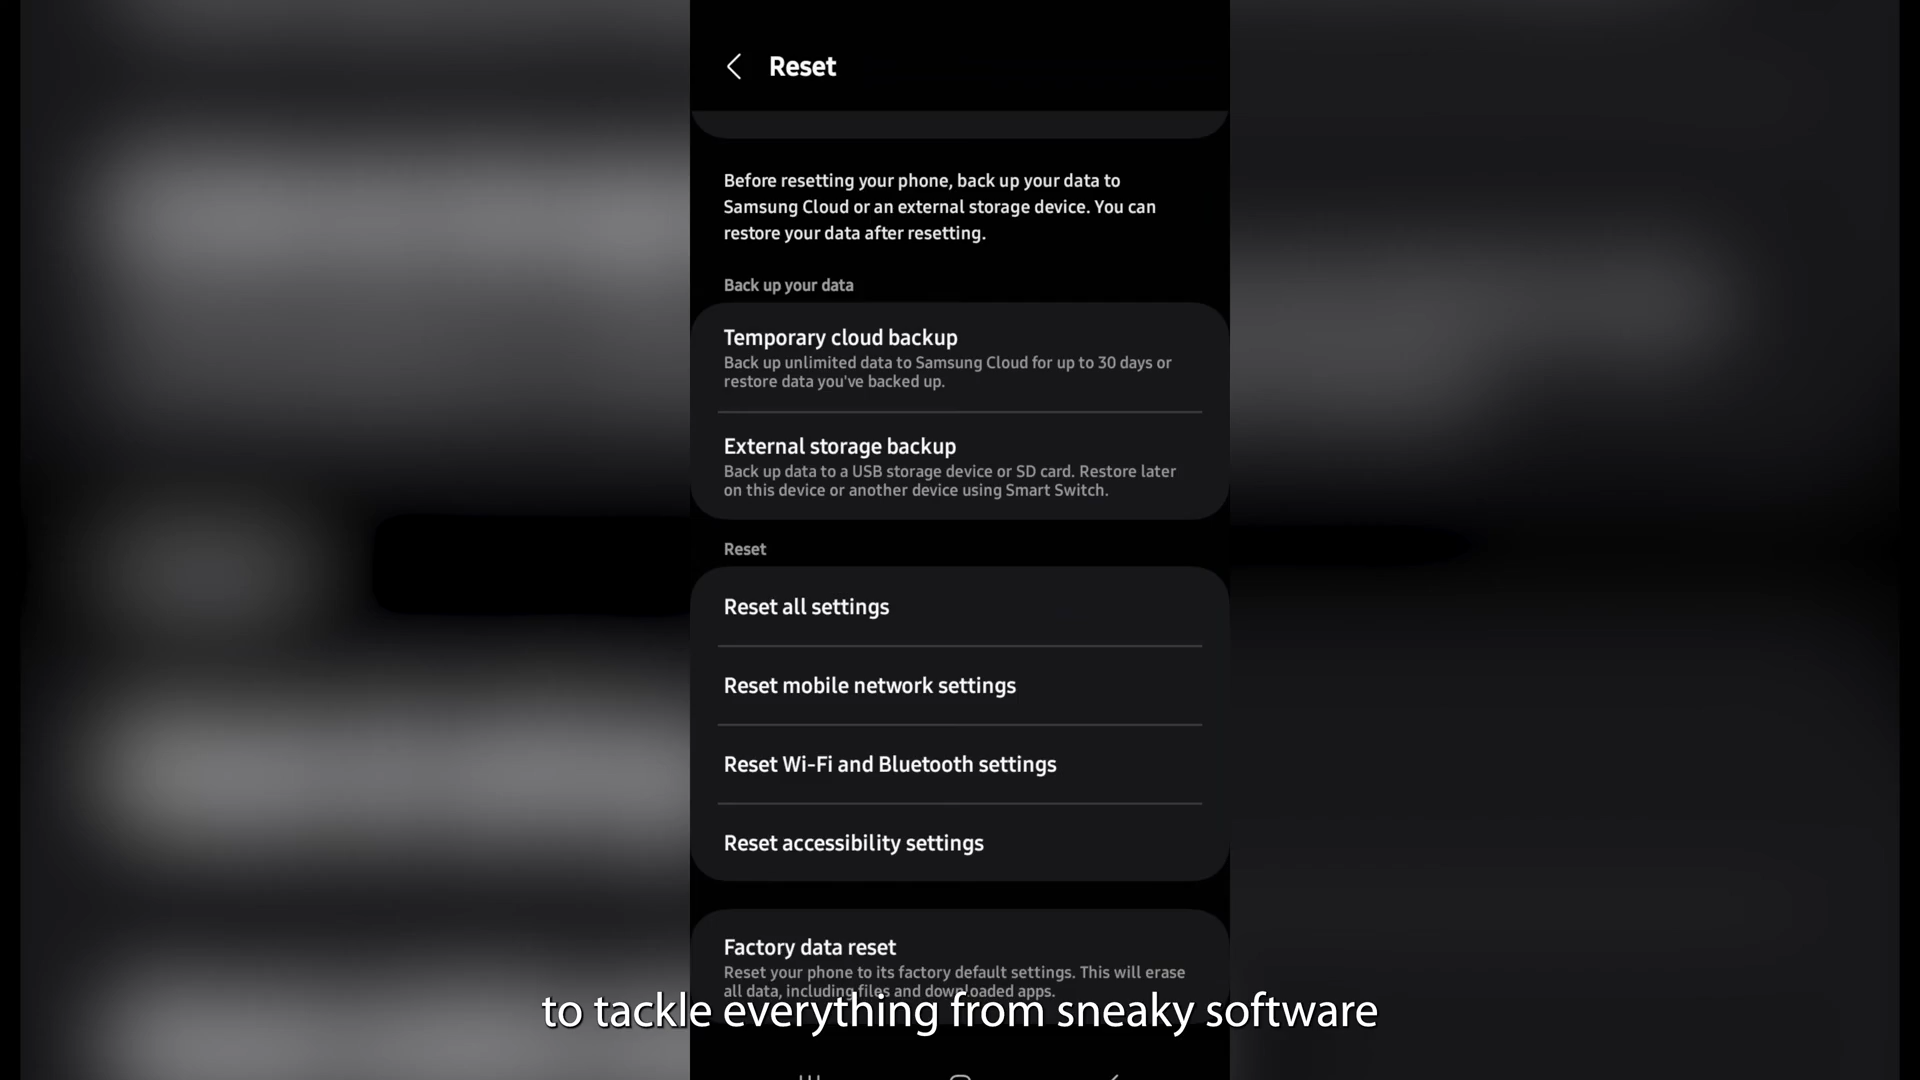 Reset
Before resetting your phone, back up your data to
Samsung Cloud or an external storage device. You can
restore your data after resetting.
Back up your data
Temporary cloud backup
Back up unlimited data to Samsung Cloud for up to 30 days or
restore data you've backed up.
External storage backup
Back up data to a USB storage device or SD card. Restore later
on this device or another device using Smart Switch.
Reset
Reset all settings
Reset mobile network settings
Reset Wi-Fi and Bluetooth settings
Reset accessibility settings
Factory data reset
Reset your phone to its factory default settings. This will erase
all data, including files and downloaded apps.
to tackle everything from sneaky software